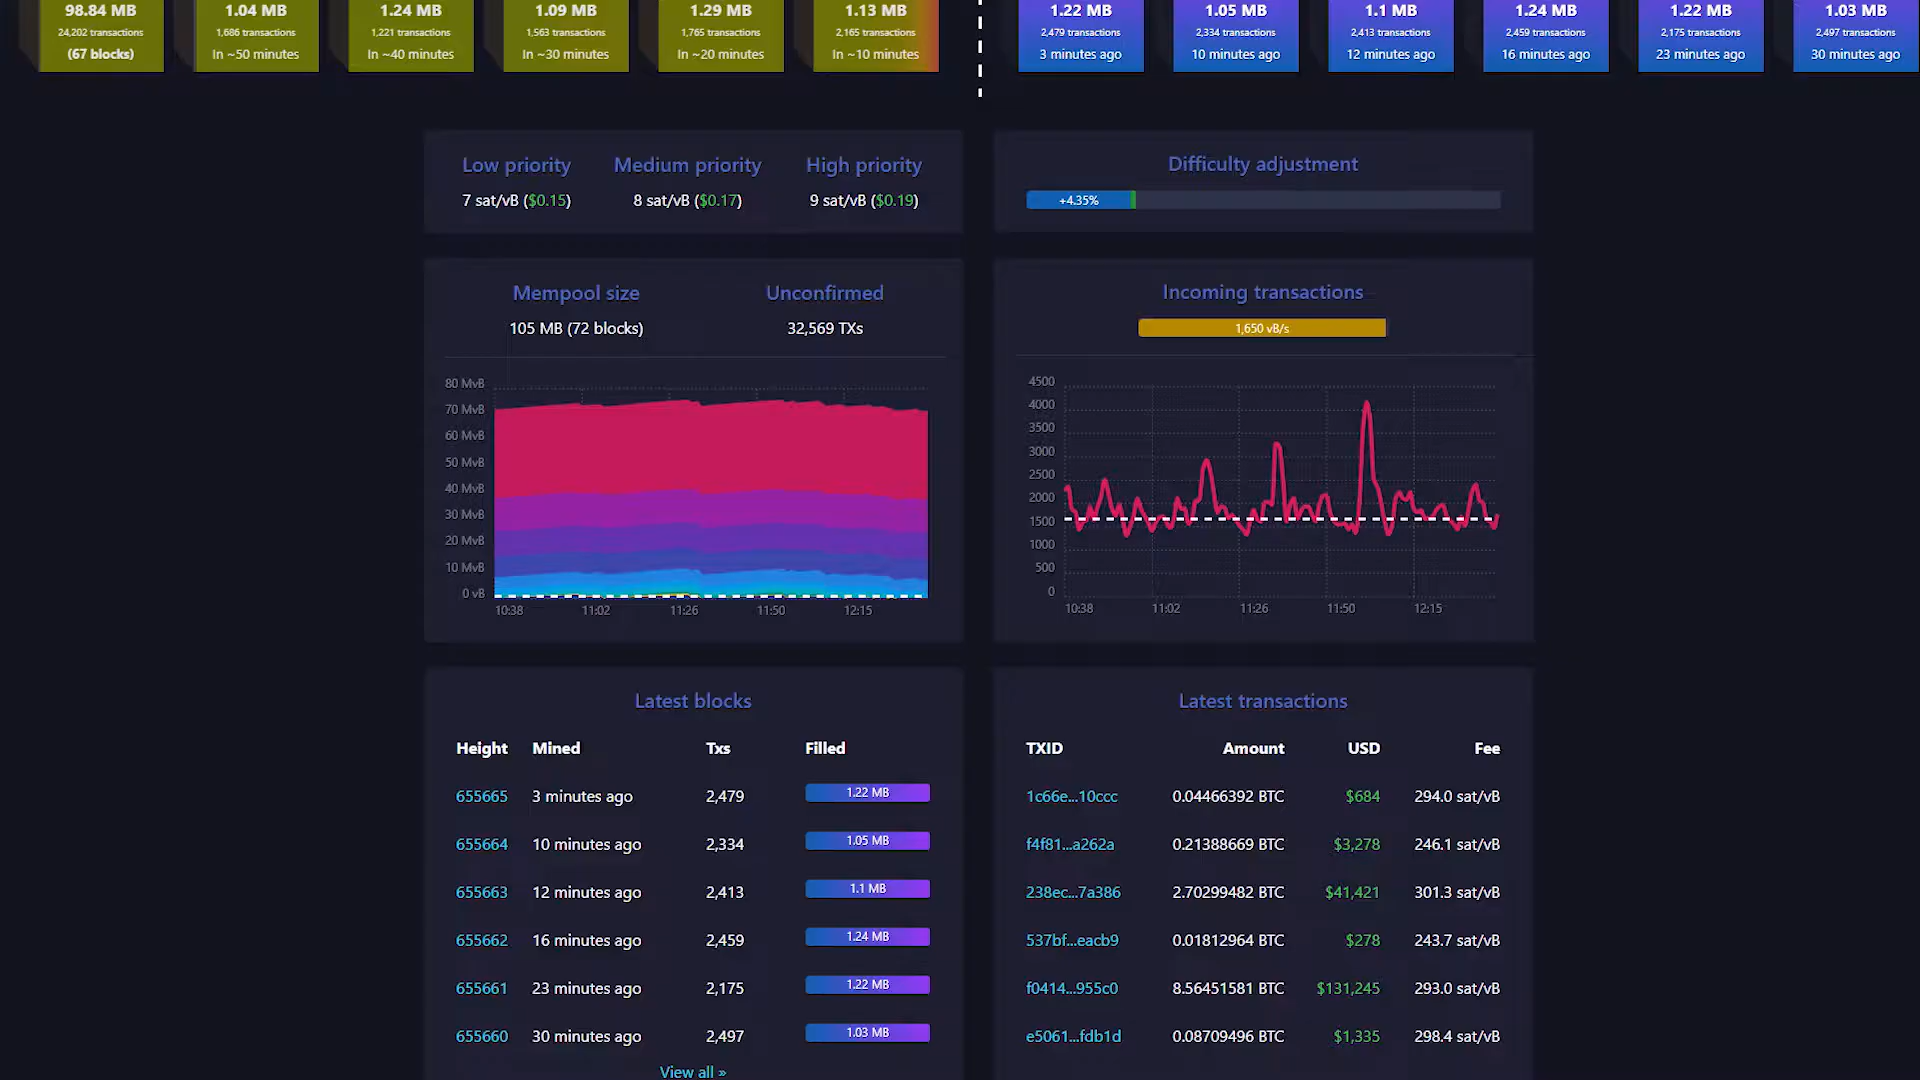 98.84 MB 1.04 MB 1.24 MB 1.09 MB 1.29 MB 1.13 MB 1.22 MB 1.05 MB 1.1 MB 1.24 MB 1.22 MB 1.03 MB
24,202 transactions 1,686 transactions 1,221 transactions 1,563 transactions 1,765 transactions 2,165 transactions 2,479 transactions 2,334 transactions 2,413 transactions 2,459 transactions 2,175 transactions 2,497 transactions
(67 blocks) In ~50 minutes In ~40 minutes In ~30 minutes In ~20 minutes In ~10 minutes 3 minutes ago 10 minutes ago 12 minutes ago 16 minutes ago 23 minutes ago 30 minutes ago
Low priority Medium priority High priority
7 sat/vB ($0.15) 8 sat/vB ($0.17) 9 sat/vB ($0.19)
Difficulty adjustment
+4.35%
Mempool size Unconfirmed
105 MB (72 blocks) 32,569 TXs
80 MvB
70 MvB
60 MvB
50 MvB
40 MvB
30 MvB
20 MvB
10 MvB
0 vB
10:38 11:02 11:26 11:50 12:15
Incoming transactions
1,650 vB/s
4500
4000
3500
3000
2500
2000
1500
1000
500
0
10:38 11:02 11:26 11:50 12:15
Latest blocks
Height Mined Txs Filled
655665 3 minutes ago 2,479 1.22 MB
655664 10 minutes ago 2,334 1.05 MB
655663 12 minutes ago 2,413 1.1 MB
655662 16 minutes ago 2,459 1.24 MB
655661 23 minutes ago 2,175 1.22 MB
655660 30 minutes ago 2,497 1.03 MB
View all »
Latest transactions
TXID Amount USD Fee
1c66e...10ccc 0.04466392 BTC $684 294.0 sat/vB
f4f81...a262a 0.21388669 BTC $3,278 246.1 sat/vB
238ec...7a386 2.70299482 BTC $41,421 301.3 sat/vB
537bf...eacb9 0.01812964 BTC $278 243.7 sat/vB
f0414...955c0 8.56451581 BTC $131,245 293.0 sat/vB
e5061...fdb1d 0.08709496 BTC $1,335 298.4 sat/vB